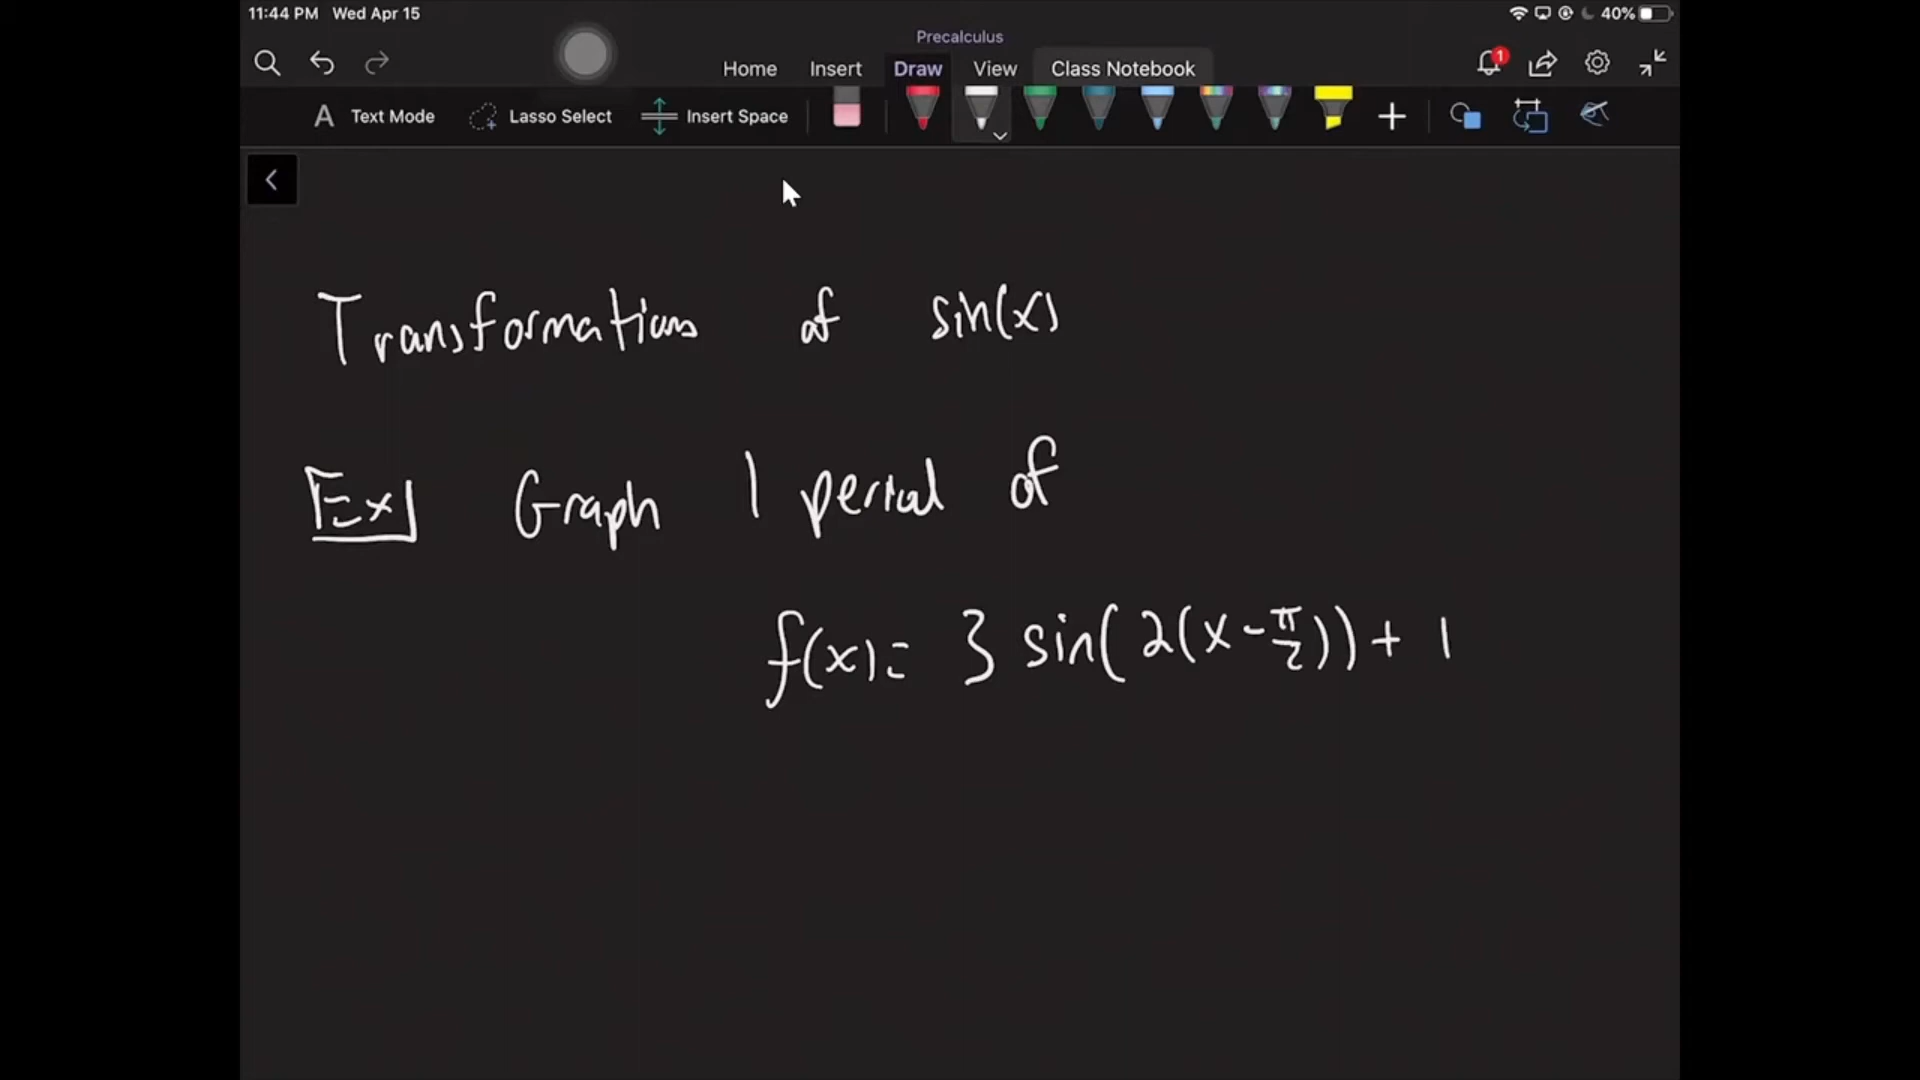 11:44 PM Wed Apr 15
40%
Precalculus
Home Insert Draw View Class Notebook
1
A Text Mode Lasso Select Insert Space
Transformations of sin(x)
Ex Graph 1 period of
f(x) = 3 sin(2(x - π/2)) + 1